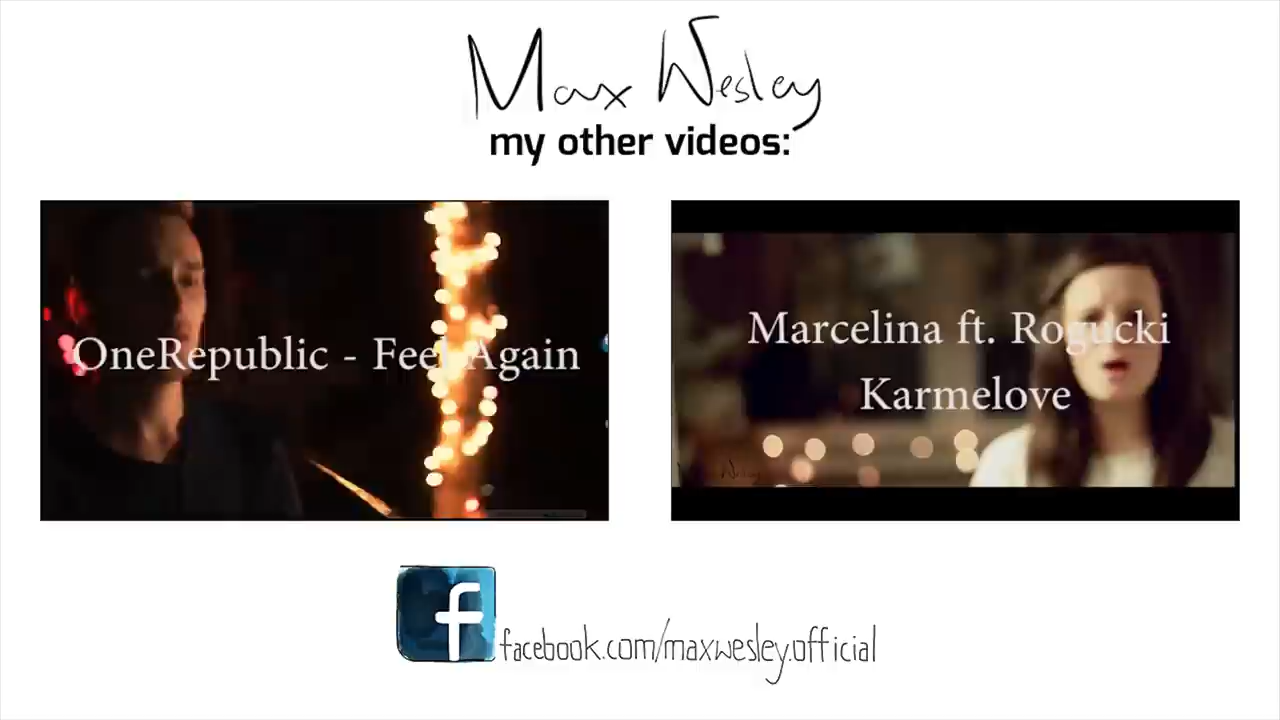 Max Wesley
my other videos:
OneRepublic - Feel Again
Marcelina ft. Rogucki
Karmelove
f
facebook.com/maxwesley.official